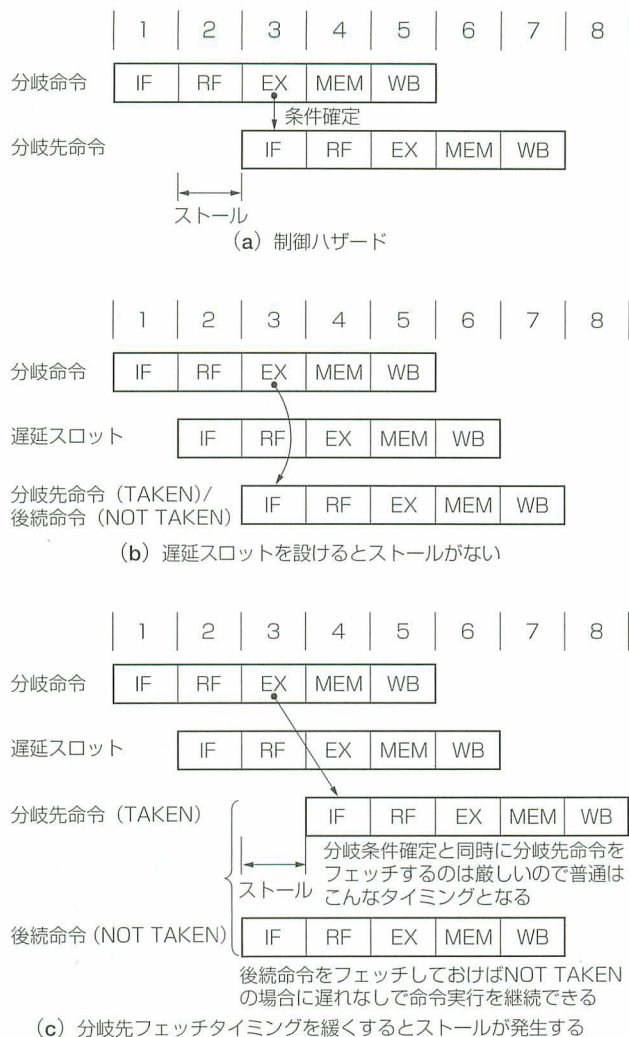 1 2 3 4 5 6 7 8
分岐命令 IF RF EX MEM WB
条件確定
分岐先命令 IF RF EX MEM WB
ストール
(a) 制御ハザード
1 2 3 4 5 6 7 8
分岐命令 IF RF EX MEM WB
遅延スロット IF RF EX MEM WB
分岐先命令 (TAKEN)/
後続命令 (NOT TAKEN) IF RF EX MEM WB
(b) 遅延スロットを設けるとストールがない
1 2 3 4 5 6 7 8
分岐命令 IF RF EX MEM WB
遅延スロット IF RF EX MEM WB
分岐先命令 (TAKEN) IF RF EX MEM WB
ストール
分岐条件確定と同時に分岐先命令を
フェッチするのは厳しいので普通は
こんなタイミングとなる
後続命令 (NOT TAKEN) IF RF EX MEM WB
後続命令をフェッチしておけばNOT TAKEN
の場合に遅れなしで命令実行を継続できる
(c) 分岐先フェッチタイミングを緩くするとストールが発生する